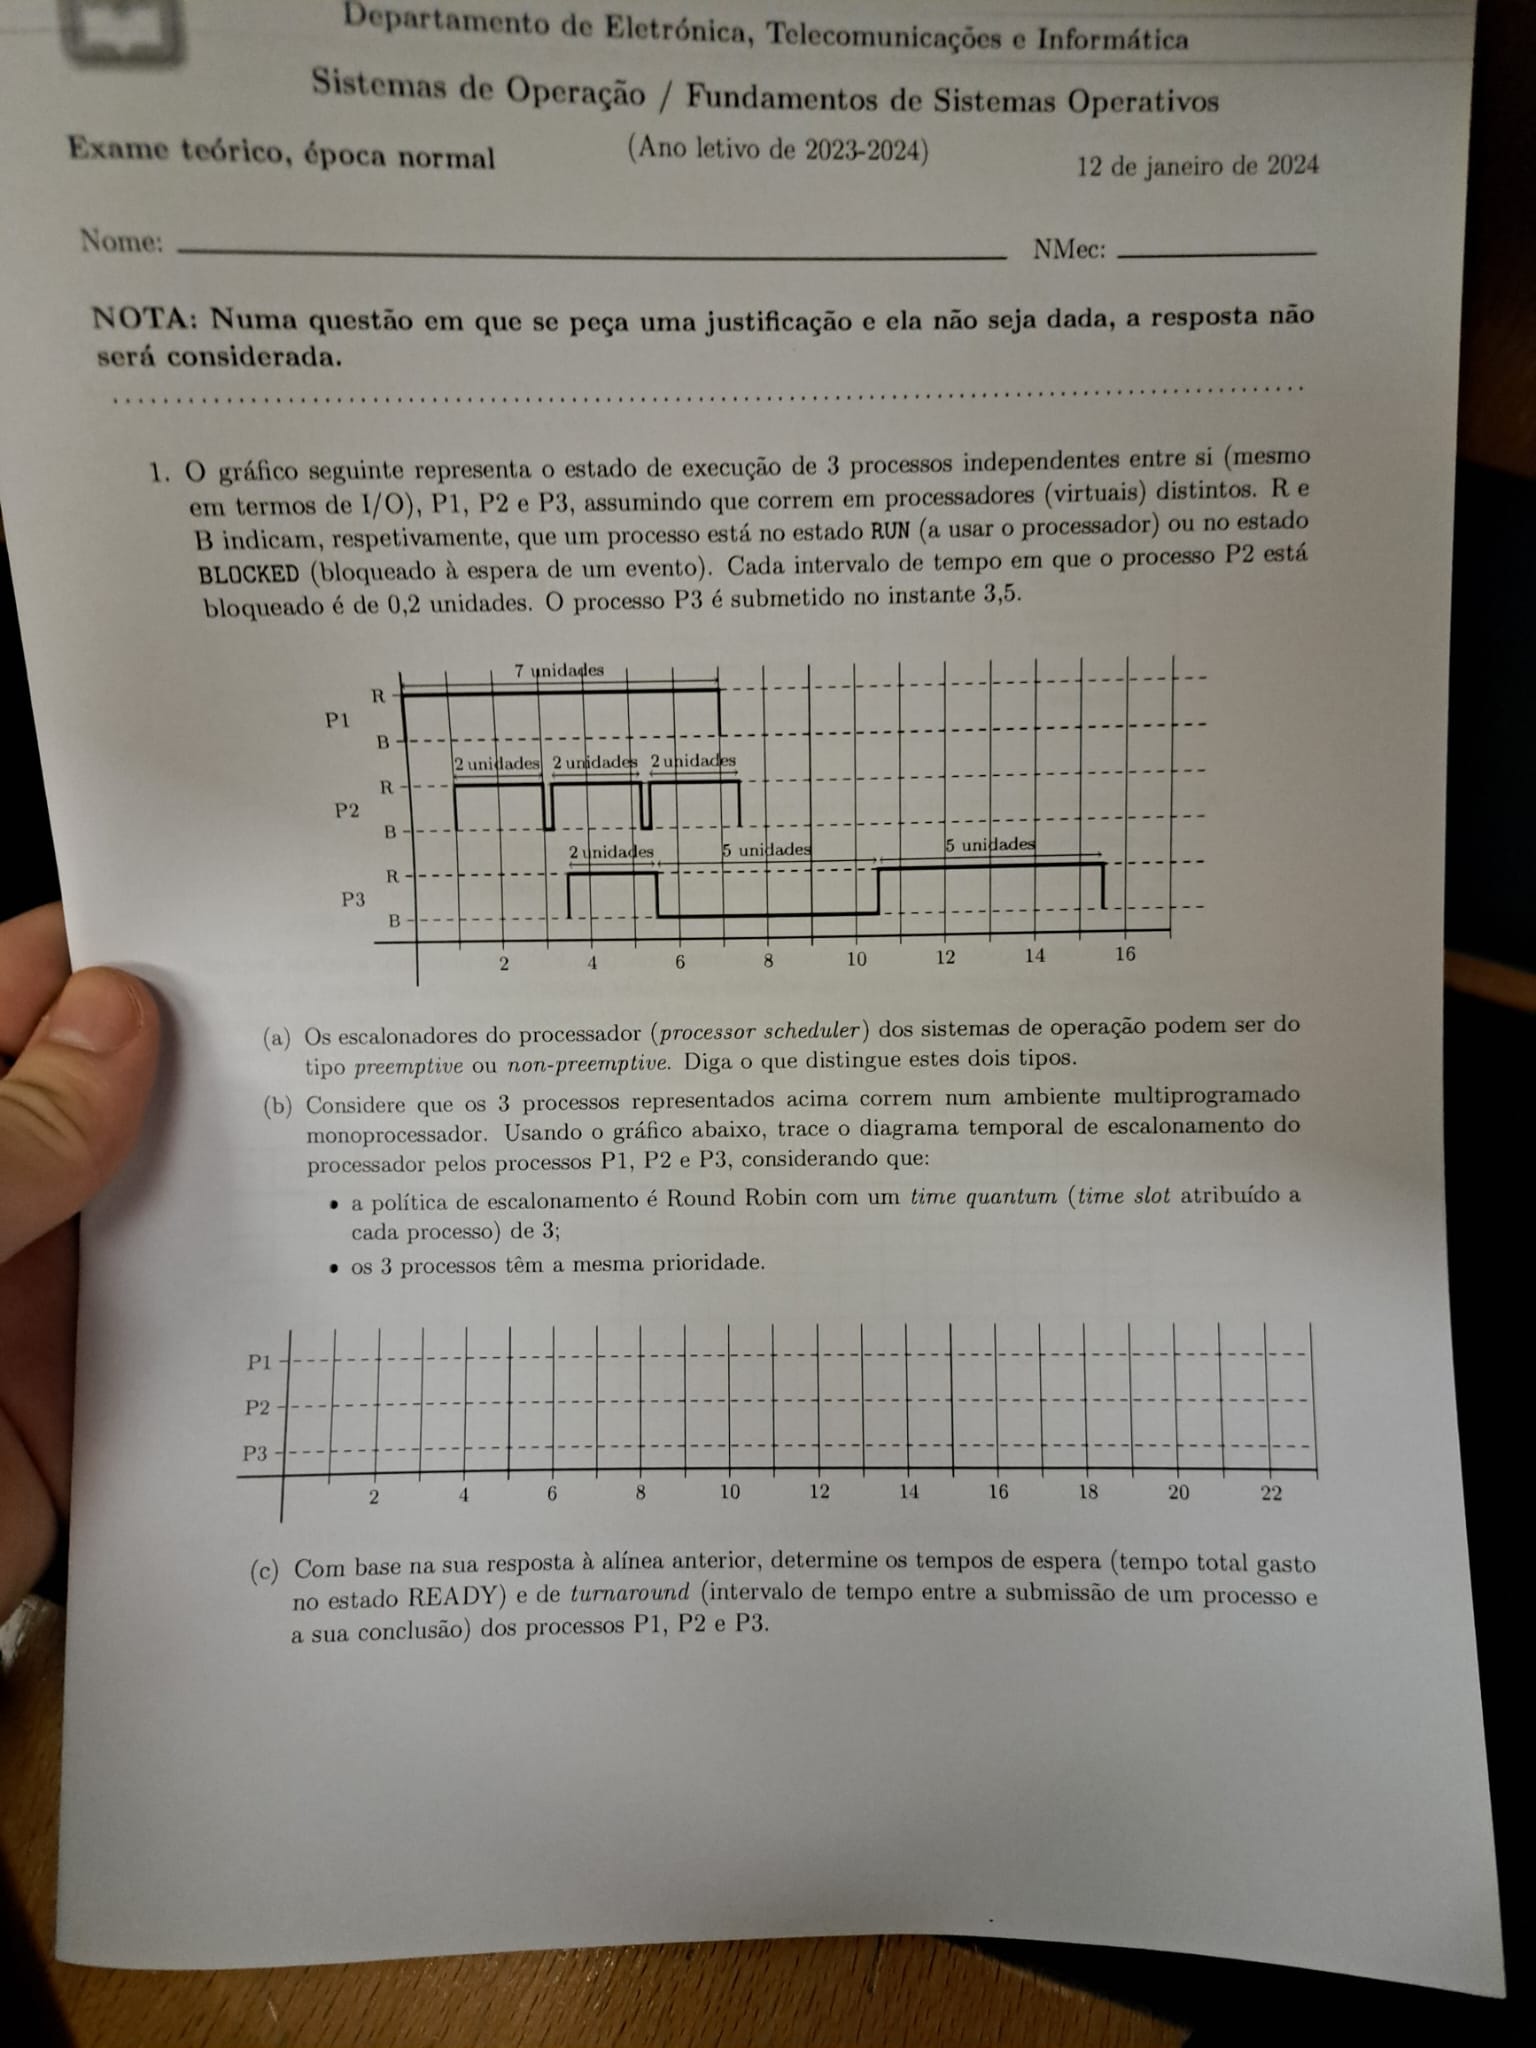 Departamento de Eletrónica, Telecomunicações e Informática
Sistemas de Operação / Fundamentos de Sistemas Operativos
Exame teórico, época normal (Ano letivo de 2023-2024) 12 de janeiro de 2024
Nome: NMec:
NOTA: Numa questão em que se peça uma justificação e ela não seja dada, a resposta não
será considerada.
1. O gráfico seguinte representa o estado de execução de 3 processos independentes entre si (mesmo
em termos de I/O), P1, P2 e P3, assumindo que correm em processadores (virtuais) distintos. R e
B indicam, respetivamente, que um processo está no estado RUN (a usar o processador) ou no estado
BLOCKED (bloqueado à espera de um evento). Cada intervalo de tempo em que o processo P2 está
bloqueado é de 0,2 unidades. O processo P3 é submetido no instante 3,5.
7 unidades
R
P1
B
2 unidades 2 unidades 2 unidades
R
P2
B
2 unidades 5 unidades 5 unidades
R
P3
B
2 4 6 8 10 12 14 16
(a) Os escalonadores do processador (processor scheduler) dos sistemas de operação podem ser do
tipo preemptive ou non-preemptive. Diga o que distingue estes dois tipos.
(b) Considere que os 3 processos representados acima correm num ambiente multiprogramado
monoprocessador. Usando o gráfico abaixo, trace o diagrama temporal de escalonamento do
processador pelos processos P1, P2 e P3, considerando que:
• a política de escalonamento é Round Robin com um time quantum (time slot atribuído a
cada processo) de 3;
• os 3 processos têm a mesma prioridade.
P1
P2
P3
2 4 6 8 10 12 14 16 18 20 22
(c) Com base na sua resposta à alínea anterior, determine os tempos de espera (tempo total gasto
no estado READY) e de turnaround (intervalo de tempo entre a submissão de um processo e
a sua conclusão) dos processos P1, P2 e P3.